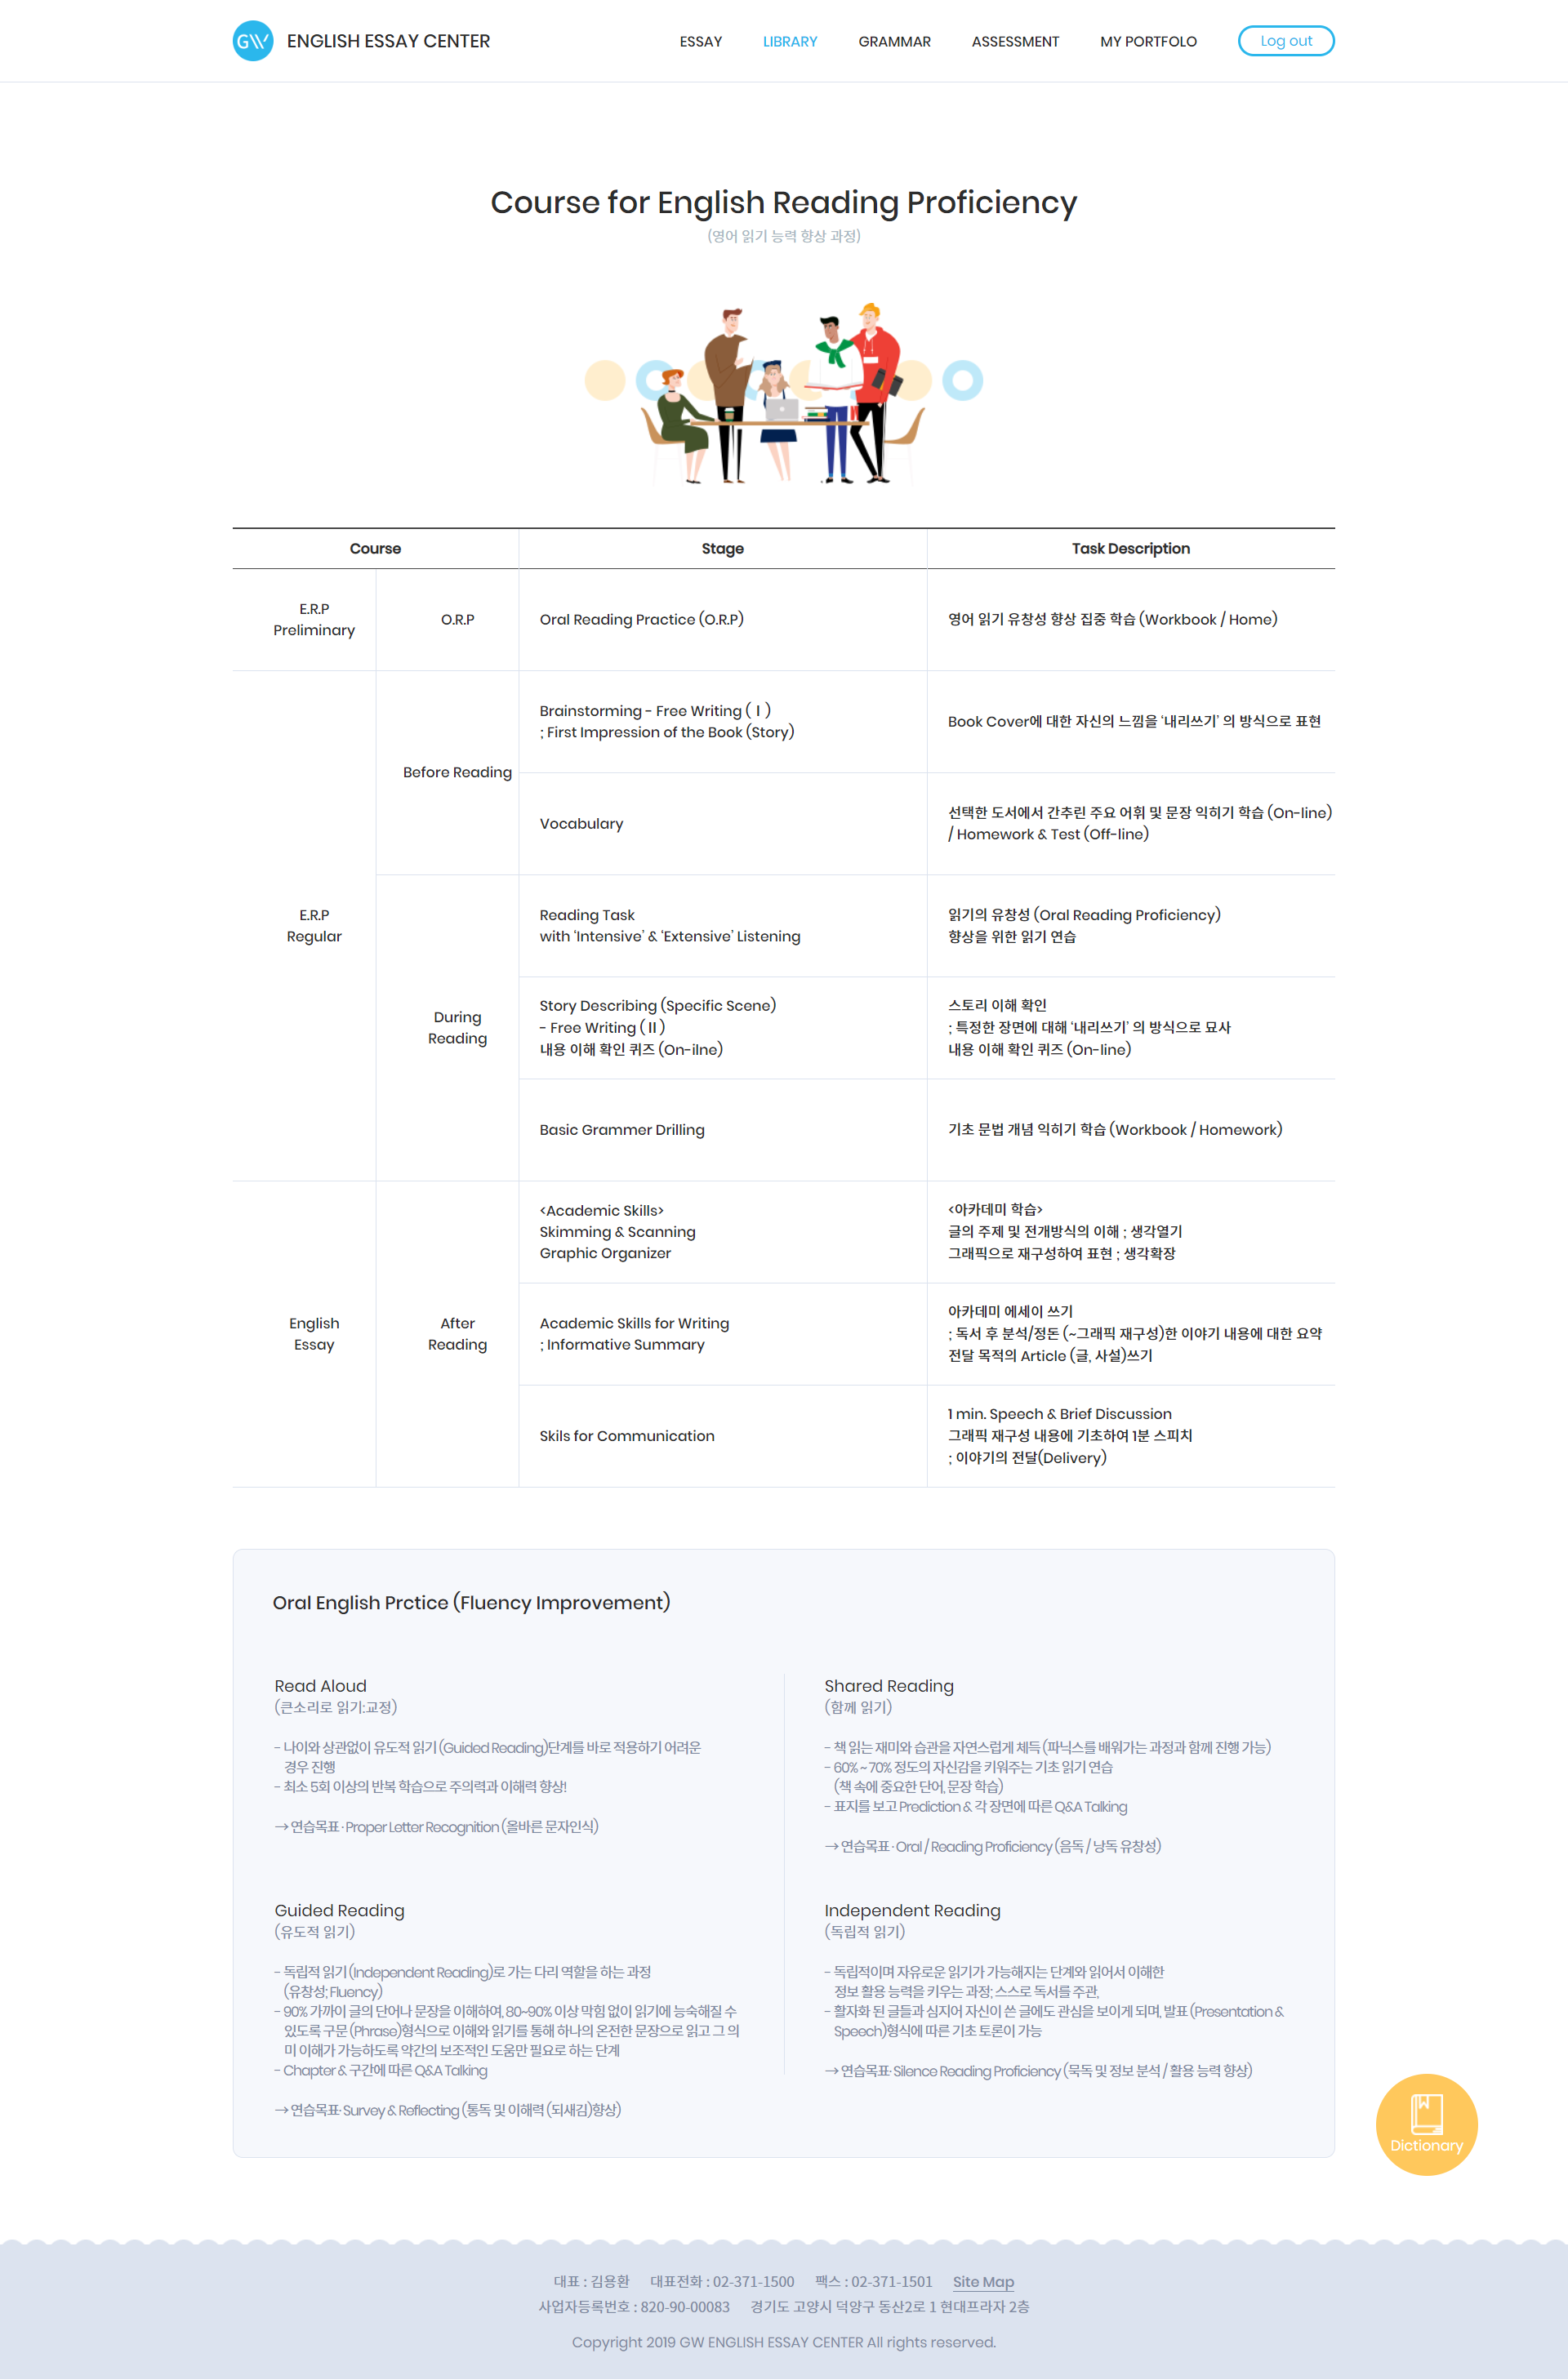 GW ENGLISH ESSAY CENTER
ESSAY LIBRARY GRAMMAR ASSESSMENT MY PORTFOLO Log out
Course for English Reading Proficiency
(영어 읽기 능력 향상 과정)
Course Stage Task Description
E.R.P
Preliminary
O.R.P
Oral Reading Practice (O.R.P)
영어 읽기 유창성 향상 집중 학습 (Workbook / Home)
E.R.P
Regular
Before Reading
Brainstorming - Free Writing (Ⅰ)
; First Impression of the Book (Story)
Book Cover에 대한 자신의 느낌을 ‘내리쓰기’ 의 방식으로 표현
Vocabulary
선택한 도서에서 간추린 주요 어휘 및 문장 익히기 학습 (On-line)
/ Homework & Test (Off-line)
During
Reading
Reading Task
with ‘Intensive’ & ‘Extensive’ Listening
읽기의 유창성 (Oral Reading Proficiency)
향상을 위한 읽기 연습
Story Describing (Specific Scene)
- Free Writing (Ⅱ)
내용 이해 확인 퀴즈 (On-ilne)
스토리 이해 확인
; 특정한 장면에 대해 ‘내리쓰기’ 의 방식으로 묘사
내용 이해 확인 퀴즈 (On-line)
Basic Grammer Drilling
기초 문법 개념 익히기 학습 (Workbook / Homework)
English
Essay
After
Reading
<Academic Skills>
Skimming & Scanning
Graphic Organizer
<아카데미 학습>
글의 주제 및 전개방식의 이해 ; 생각열기
그래픽으로 재구성하여 표현 ; 생각확장
Academic Skills for Writing
; Informative Summary
아카데미 에세이 쓰기
; 독서 후 분석/정돈 (~그래픽 재구성)한 이야기 내용에 대한 요약
전달 목적의 Article (글, 사설)쓰기
Skils for Communication
1 min. Speech & Brief Discussion
그래픽 재구성 내용에 기초하여 1분 스피치
; 이야기의 전달(Delivery)
Oral English Prctice (Fluency Improvement)
Read Aloud
(큰소리로 읽기:교정)
- 나이와 상관없이 유도적 읽기 (Guided Reading)단계를 바로 적용하기 어려운
경우 진행
- 최소 5회 이상의 반복 학습으로 주의력과 이해력 향상!
→ 연습목표 · Proper Letter Recognition (올바른 문자인식)
Shared Reading
(함께 읽기)
- 책 읽는 재미와 습관을 자연스럽게 체득 (파닉스를 배워가는 과정과 함께 진행 가능)
- 60% ~ 70% 정도의 자신감을 키워주는 기초 읽기 연습
(책 속에 중요한 단어, 문장 학습)
- 표지를 보고 Prediction & 각 장면에 따른 Q&A Talking
→ 연습목표 · Oral / Reading Proficiency (음독 / 낭독 유창성)
Guided Reading
(유도적 읽기)
- 독립적 읽기 (Independent Reading)로 가는 다리 역할을 하는 과정
(유창성; Fluency)
- 90% 가까이 글의 단어나 문장을 이해하여, 80~90% 이상 막힘 없이 읽기에 능숙해질 수
있도록 구문 (Phrase)형식으로 이해와 읽기를 통해 하나의 온전한 문장으로 읽고 그 의
미 이해가 가능하도록 약간의 보조적인 도움만 필요로 하는 단계
- Chapter & 구간에 따른 Q&A Talking
→ 연습목표· Survey & Reflecting (통독 및 이해력 (되새김)향상)
Independent Reading
(독립적 읽기)
- 독립적이며 자유로운 읽기가 가능해지는 단계와 읽어서 이해한
정보 활용 능력을 키우는 과정; 스스로 독서를 주관,
- 활자화 된 글들과 심지어 자신이 쓴 글에도 관심을 보이게 되며, 발표 (Presentation &
Speech)형식에 따른 기초 토론이 가능
→ 연습목표· Silence Reading Proficiency (묵독 및 정보 분석 / 활용 능력 향상)
Dictionary
대표 : 김용환 대표전화 : 02-371-1500 팩스 : 02-371-1501 Site Map
사업자등록번호 : 820-90-00083 경기도 고양시 덕양구 동산2로 1 현대프라자 2층
Copyright 2019 GW ENGLISH ESSAY CENTER All rights reserved.